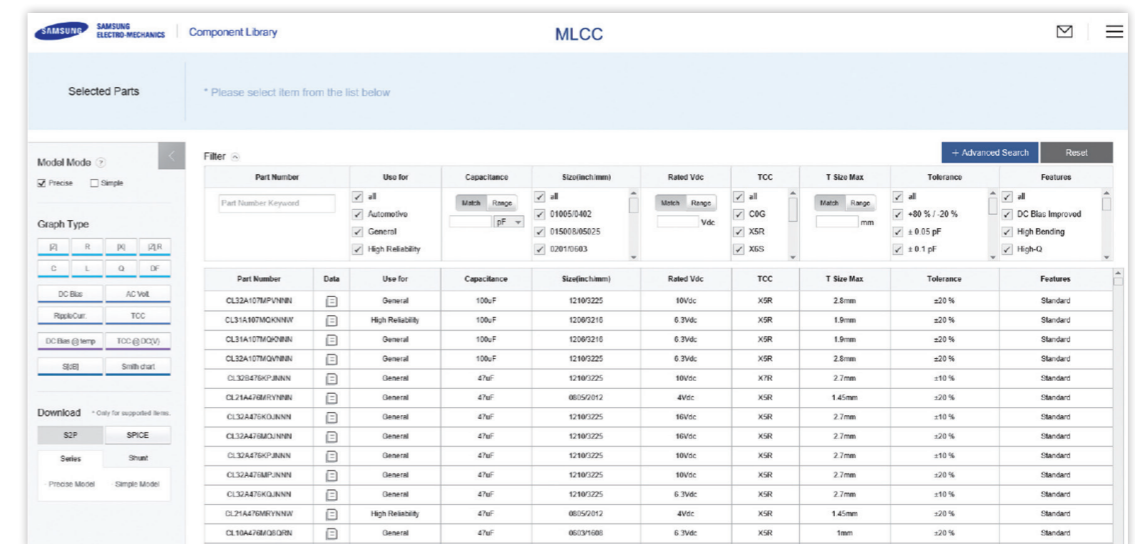 SAMSUNG SAMSUNG ELECTRO-MECHANICS Component Library MLCC
Selected Parts * Please select item from the list below
Model Mode ?
Precise Simple
Graph Type
|Z| R |X| |Z|,R
C L Q DF
DC Bias AC Volt.
RippleCurr. TCC
DC Bias @ temp TCC @ DC(V)
S[dB] Smith chart
Download * Only for supported items.
S2P SPICE
Series Shunt
- Precise Model - Simple Model
Filter + Advanced Search Reset
Part Number Use for Capacitance Size(inch/mm) Rated Vdc TCC T Size Max Tolerance Features
Part Number Keyword all Match Range all Match Range all Match Range all all
Automotive pF 01005/0402 Vdc C0G mm +80 % / -20 % DC Bias Improved
General 015008/05025 X5R ± 0.05 pF High Bending
High Reliability 0201/0603 X6S ± 0.1 pF High-Q
Part Number Data Use for Capacitance Size(inch/mm) Rated Vdc TCC T Size Max Tolerance Features
CL32A107MPVNNN General 100uF 1210/3225 10Vdc X5R 2.8mm ±20 % Standard
CL31A107MQKNNW High Reliability 100uF 1206/3216 6.3Vdc X5R 1.9mm ±20 % Standard
CL31A107MQKNNN General 100uF 1206/3216 6.3Vdc X5R 1.9mm ±20 % Standard
CL32A107MQVNNN General 100uF 1210/3225 6.3Vdc X5R 2.8mm ±20 % Standard
CL32B476KPJNNN General 47uF 1210/3225 10Vdc X7R 2.7mm ±10 % Standard
CL21A476MRYNNN General 47uF 0805/2012 4Vdc X5R 1.45mm ±20 % Standard
CL32A476KOJNNN General 47uF 1210/3225 16Vdc X5R 2.7mm ±10 % Standard
CL32A476MOJNNN General 47uF 1210/3225 16Vdc X5R 2.7mm ±20 % Standard
CL32A476KPJNNN General 47uF 1210/3225 10Vdc X5R 2.7mm ±10 % Standard
CL32A476MPJNNN General 47uF 1210/3225 10Vdc X5R 2.7mm ±20 % Standard
CL32A476KQJNNN General 47uF 1210/3225 6.3Vdc X5R 2.7mm ±10 % Standard
CL21A476MRYNNW High Reliability 47uF 0805/2012 4Vdc X5R 1.45mm ±20 % Standard
CL10A476MQ8QRN General 47uF 0603/1608 6.3Vdc X5R 1mm ±20 % Standard